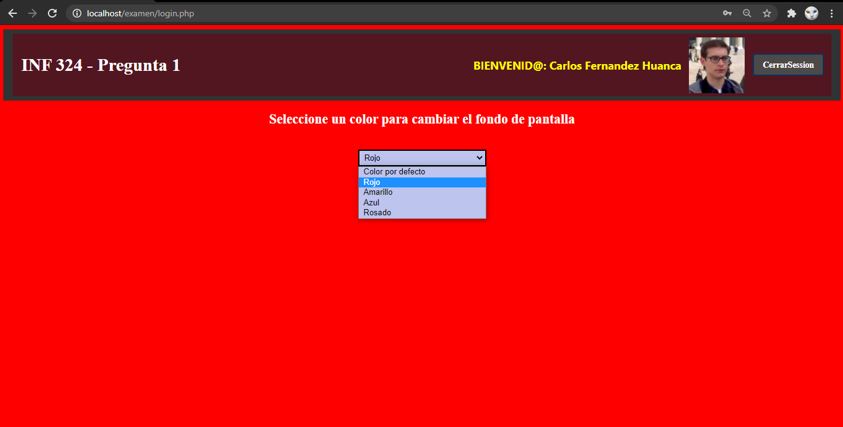 localhost/examen/login.php
INF 324 - Pregunta 1
BIENVENID@: Carlos Fernandez Huanca
CerrarSession
Seleccione un color para cambiar el fondo de pantalla
Rojo
Color por defecto
Rojo
Amarillo
Azul
Rosado